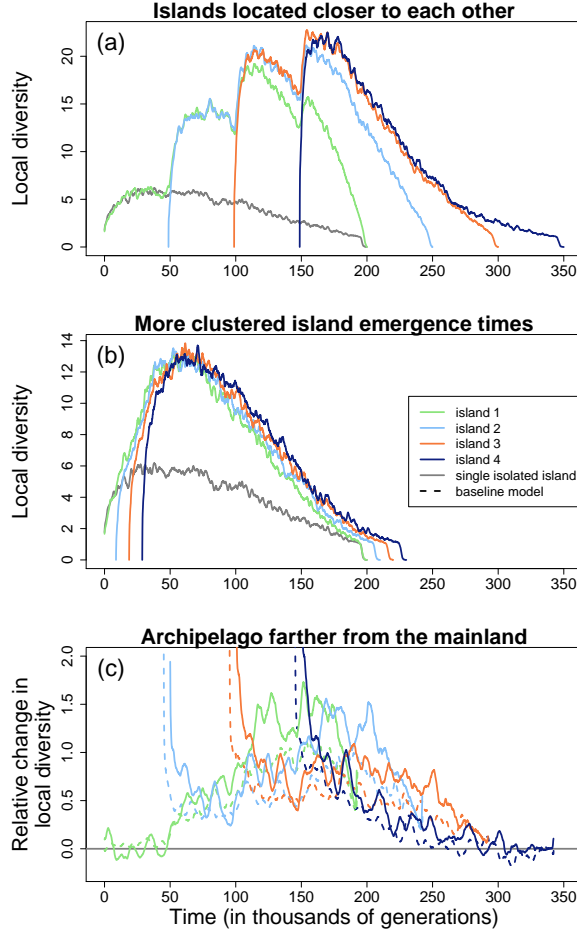 Islands located closer to each other
(a)
Local diversity
20
15
10
5
0
0 50 100 150 200 250 300 350
More clustered island emergence times
(b)
Local diversity
14
12
10
8
6
4
2
0
island 1
island 2
island 3
island 4
single isolated island
baseline model
0 50 100 150 200 250 300 350
Archipelago farther from the mainland
(c)
Relative change in
local diversity
2.0
1.5
1.0
0.5
0.0
0 50 100 150 200 250 300 350
Time (in thousands of generations)